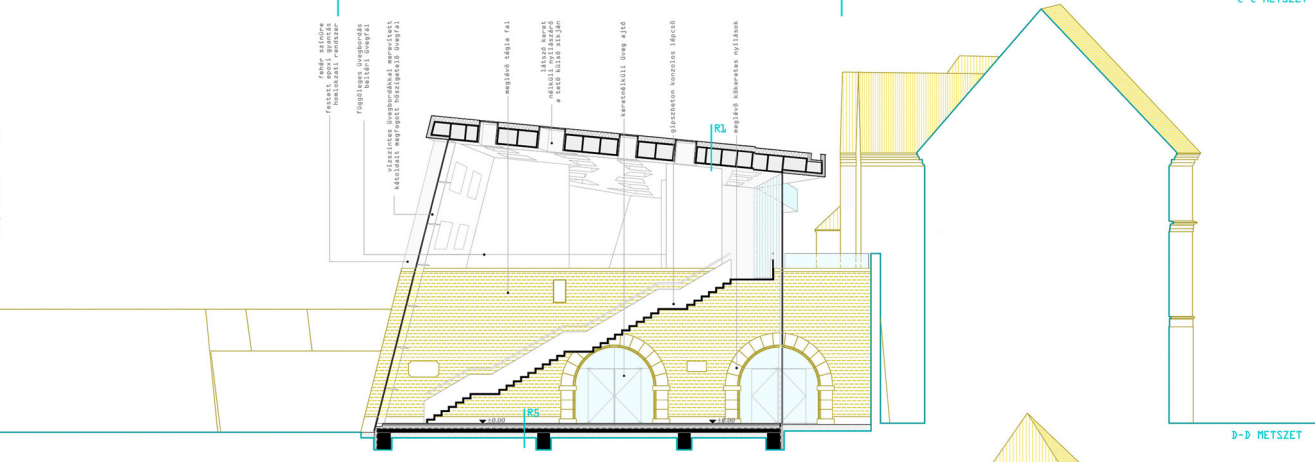 C-C METSZET
fehér színűre
festett epoxi gyantás
homlokzati rendszer
függőleges üvegbordás
beltéri üvegfal
vízszintes üvegbordákkal merevített
kétoldalt megfogott hőszigetelő üvegfal
meglévő tégla fal
látszó keret
nélküli nyílászáró
a tető külső síkján
keretnélküli üveg ajtó
gipszbeton konzolos lépcső
meglévő kőkeretes nyílások
R1
R5
±0.00
±0.00
D-D METSZET